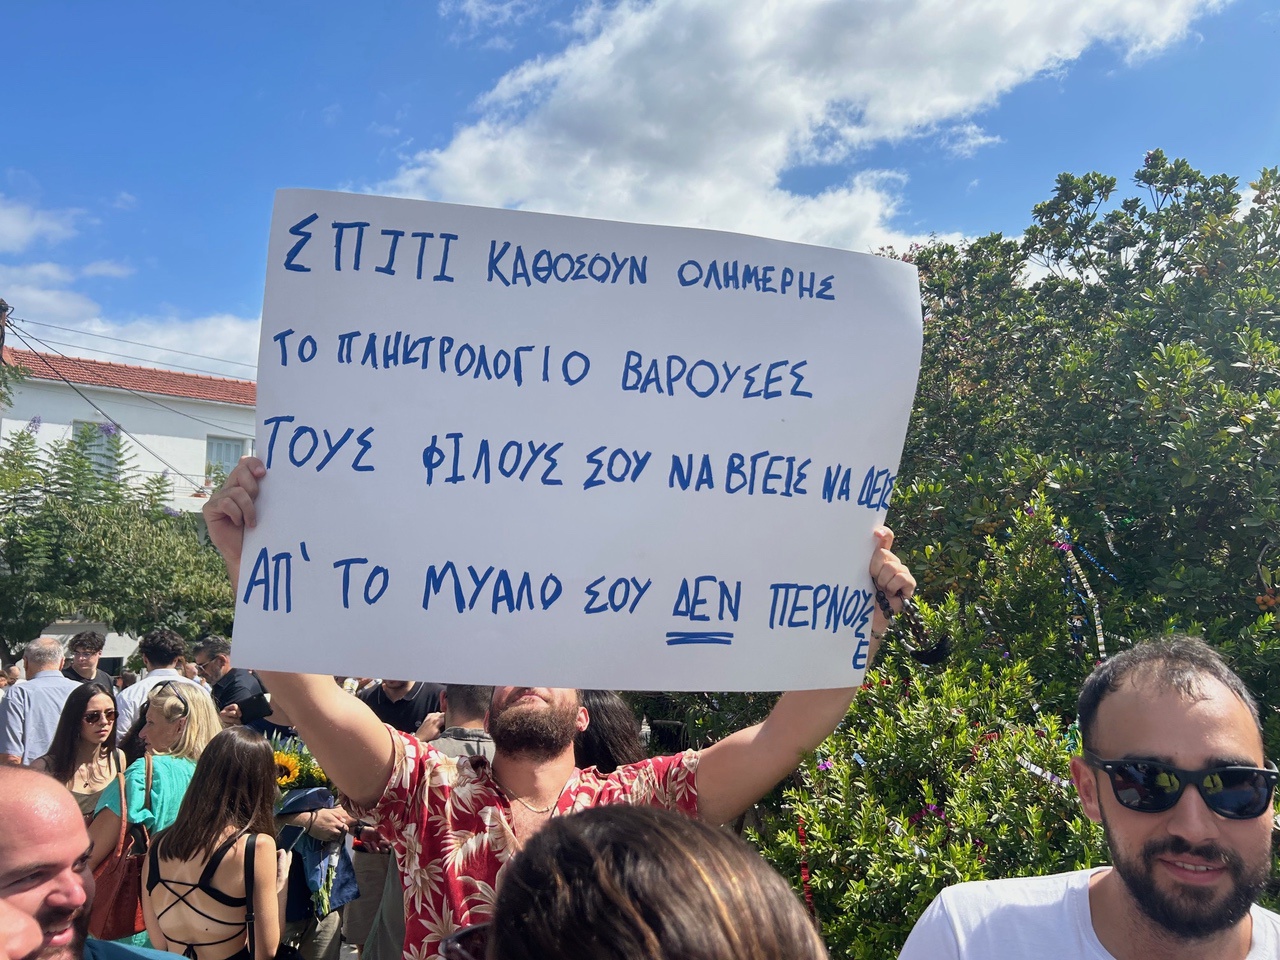 ΣΠΙΤΙ ΚΑΘΟΣΟΥΝ ΟΛΗΜΕΡΗΣ
ΤΟ ΠΛΗΚΤΡΟΛΟΓΙΟ ΒΑΡΟΥΣΕΣ
ΤΟΥΣ ΦΙΛΟΥΣ ΣΟΥ ΝΑ ΒΓΕΙΣ ΝΑ ΔΕΙΣ
ΑΠ' ΤΟ ΜΥΑΛΟ ΣΟΥ ΔΕΝ ΠΕΡΝΟΥΣΕ